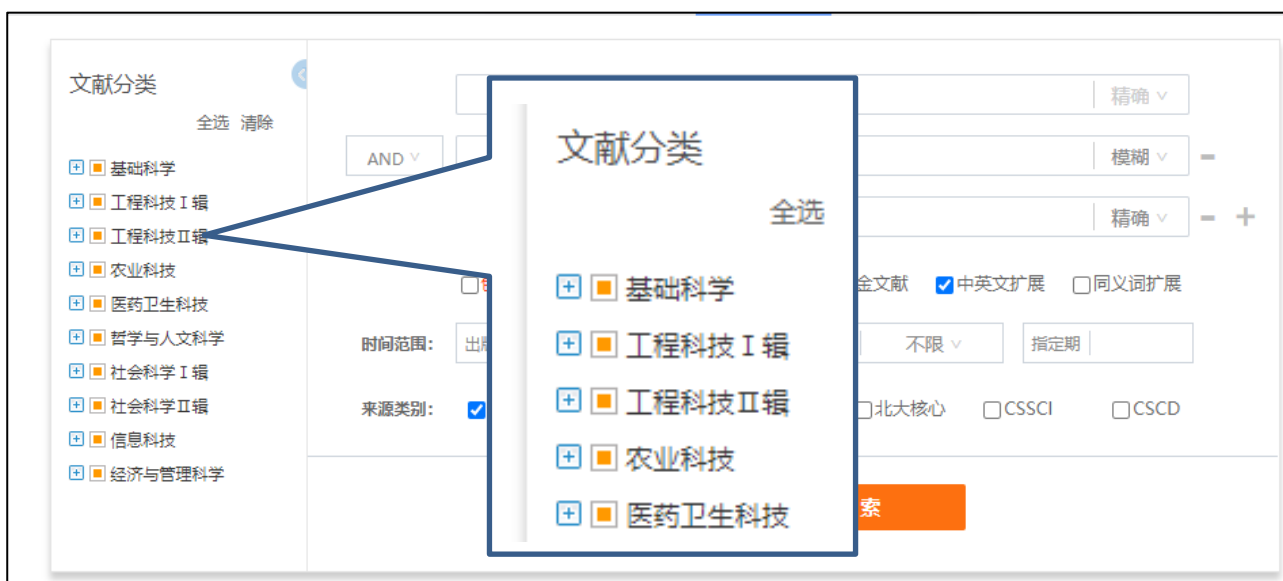 文献分类
全选 清除
基础科学
工程科技Ⅰ辑
工程科技Ⅱ辑
农业科技
医药卫生科技
哲学与人文科学
社会科学Ⅰ辑
社会科学Ⅱ辑
信息科技
经济与管理科学
精确
AND
模糊
精确
金文献 中英文扩展 同义词扩展
时间范围: 出版
不限 指定期
来源类别:
北大核心 CSSCI CSCD
索
文献分类
全选
基础科学
工程科技Ⅰ辑
工程科技Ⅱ辑
农业科技
医药卫生科技